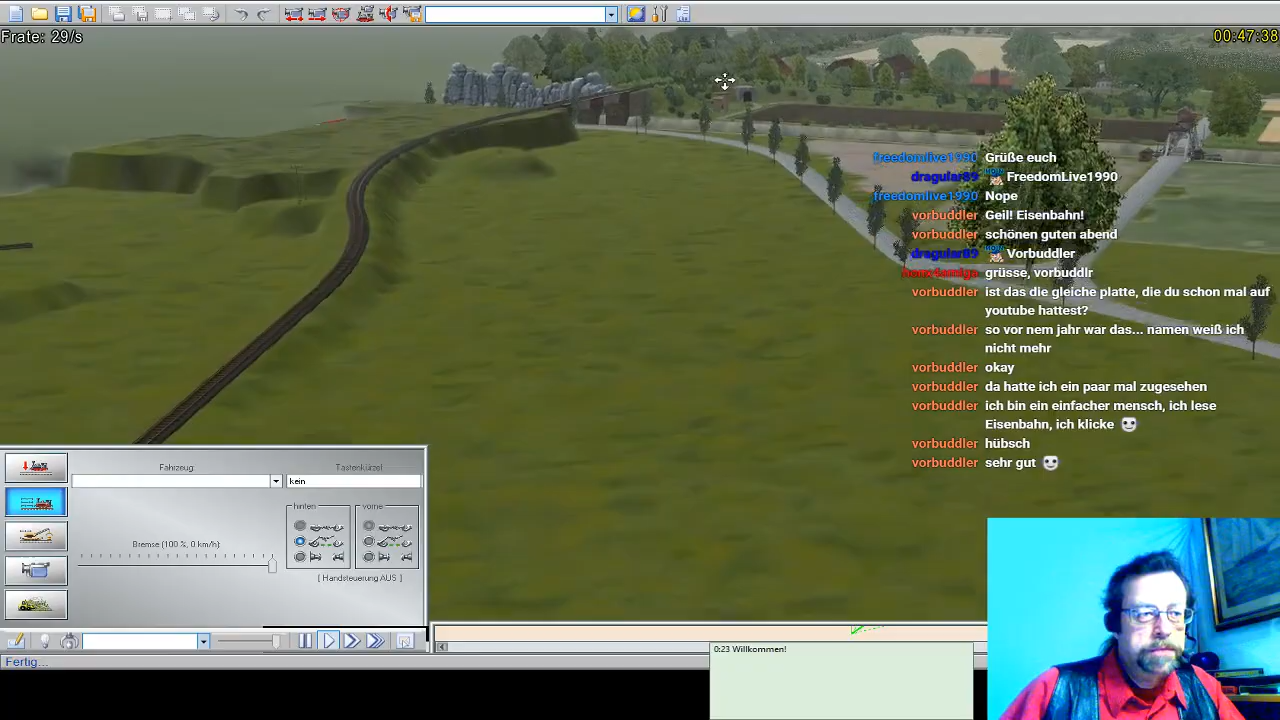 Frate: 29/s
00:47:38
freedomlive1990 Grüße euch
dragular89 FreedomLive1990
freedomlive1990 Nope
vorbuddler Geil! Eisenbahn!
vorbuddler schönen guten abend
dragular89 Vorbuddler
grüsse, vorbuddlr
vorbuddler ist das die gleiche platte, die du schon mal auf
youtube hattest?
vorbuddler so vor nem jahr war das... namen weiß ich
nicht mehr
vorbuddler okay
vorbuddler da hatte ich ein paar mal zugesehen
vorbuddler ich bin ein einfacher mensch, ich lese
Eisenbahn, ich klicke
vorbuddler hübsch
vorbuddler sehr gut
Fahrzeug:
Tastenkürzel
kein
hinten
vorne
Bremse (100 %, 0 km/h)
[ Handsteuerung AUS ]
Fertig...
0:23 Willkommen!